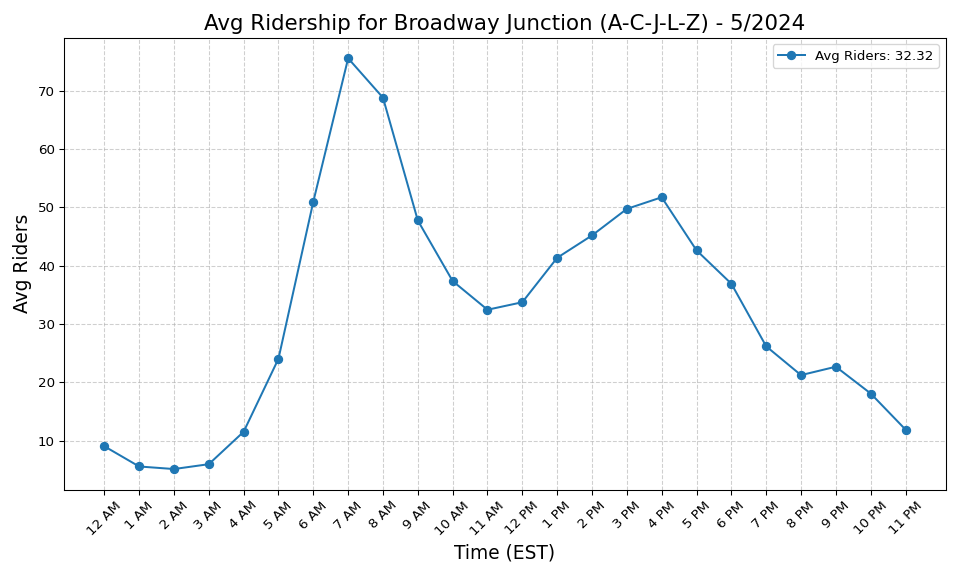 Avg Ridership for Broadway Junction (A-C-J-L-Z) - 5/2024
Avg Riders: 32.32
Avg Riders
70
60
50
40
30
20
10
12 AM 1 AM 2 AM 3 AM 4 AM 5 AM 6 AM 7 AM 8 AM 9 AM 10 AM 11 AM 12 PM 1 PM 2 PM 3 PM 4 PM 5 PM 6 PM 7 PM 8 PM 9 PM 10 PM 11 PM
Time (EST)